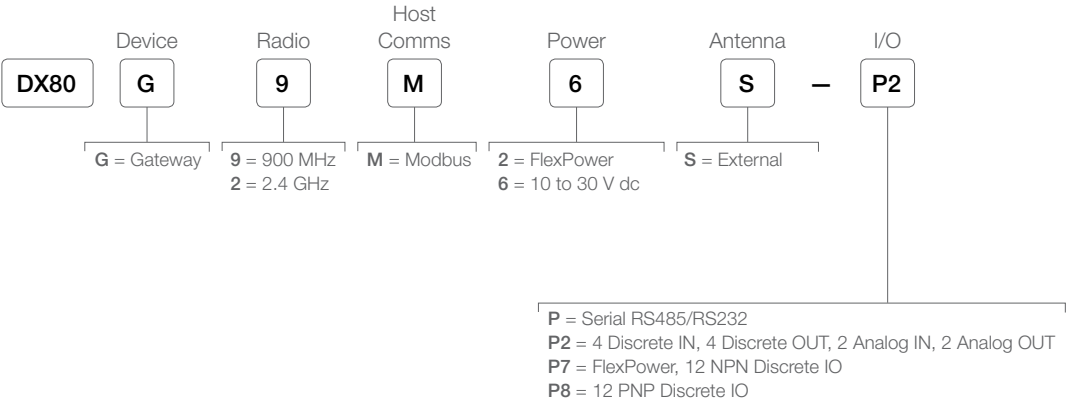 Host
Device Radio Comms Power Antenna I/O
DX80 G 9 M 6 S – P2
G = Gateway 9 = 900 MHz M = Modbus 2 = FlexPower S = External
2 = 2.4 GHz 6 = 10 to 30 V dc
P = Serial RS485/RS232
P2 = 4 Discrete IN, 4 Discrete OUT, 2 Analog IN, 2 Analog OUT
P7 = FlexPower, 12 NPN Discrete IO
P8 = 12 PNP Discrete IO